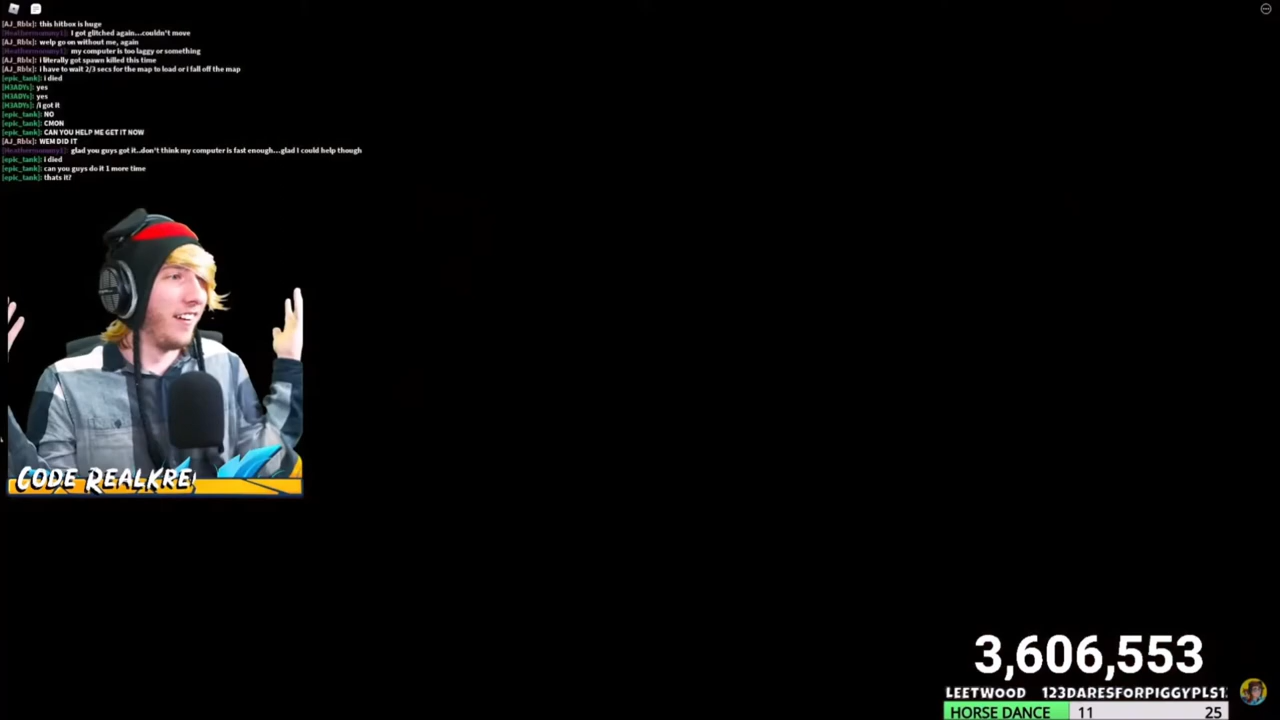 [AJ_Rblx]: this hitbox is huge
[Heathermommy1]: I got glitched again...couldn't move
[AJ_Rblx]: welp go on without me, again
[Heathermommy1]: my computer is too laggy or something
[AJ_Rblx]: i literally got spawn killed this time
[AJ_Rblx]: i have to wait 2/3 secs for the map to load or I fall off the map
[epic_tank]: i died
[H3ADYs]: yes
[H3ADYs]: yes
[H3ADYs]: /i got it
[epic_tank]: NO
[epic_tank]: CMON
[epic_tank]: CAN YOU HELP ME GET IT NOW
[AJ_Rblx]: WEM DID IT
[Heathermommy1]: glad you guys got it..don't think my computer is fast enough...glad I could help though
[epic_tank]: i died
[epic_tank]: can you guys do it 1 more time
[epic_tank]: thats it?
CODE REALKRE
3,606,553
LEETWOOD 123DARESFORPIGGYPLS1
HORSE DANCE 11 25